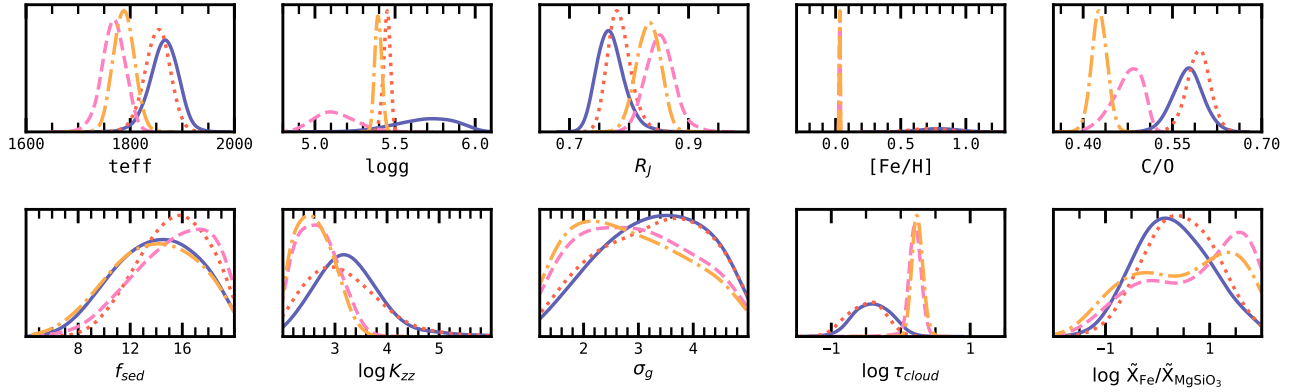 1600 1800 2000 5.0 5.5 6.0 0.7 0.9 0.0 0.5 1.0 0.40 0.55 0.70
teff logg R_J [Fe/H] C/O
8 12 16 3 4 5 2 3 4 −1 1 −1 1
f_sed log K_zz σ_g log τ_cloud log X̃_Fe/X̃_MgSiO₃